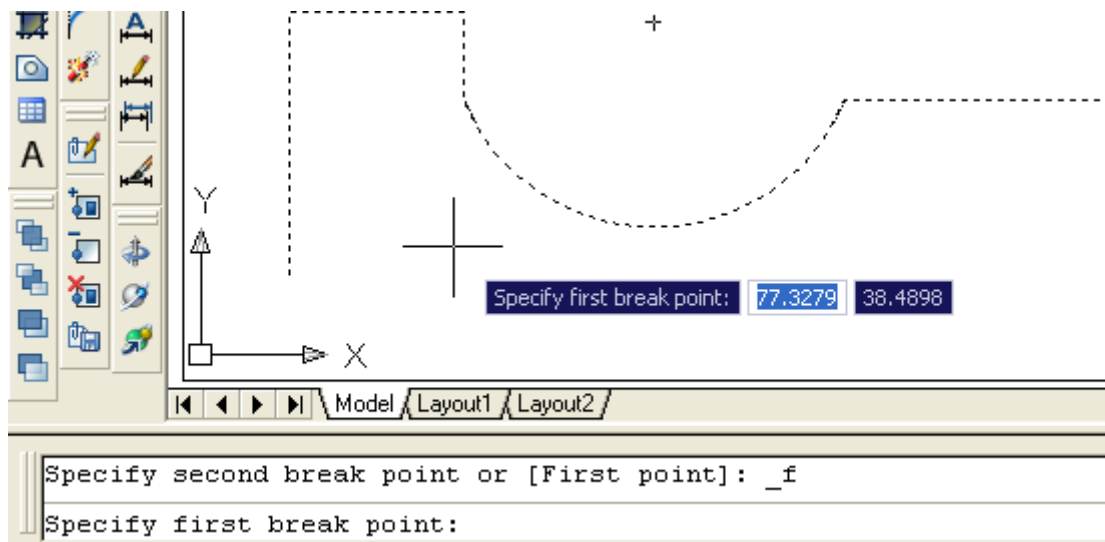 A
A
Y
Specify first break point: 77.3279 38.4898
X
Model Layout1 Layout2
Specify second break point or [First point]: _f
Specify first break point: